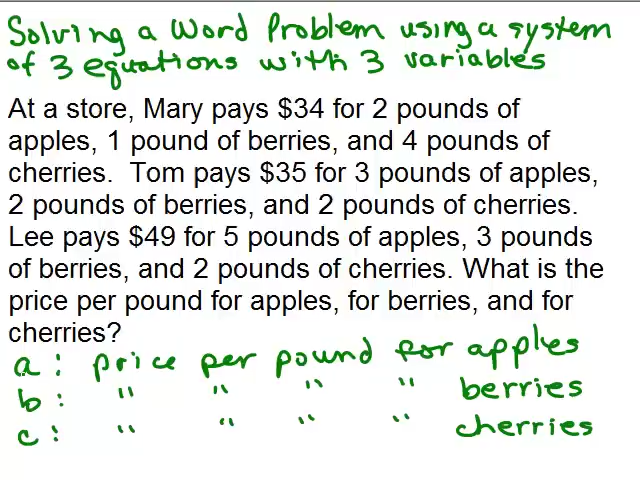 Solving a Word Problem using a system
of 3 equations with 3 variables
At a store, Mary pays $34 for 2 pounds of
apples, 1 pound of berries, and 4 pounds of
cherries. Tom pays $35 for 3 pounds of apples,
2 pounds of berries, and 2 pounds of cherries.
Lee pays $49 for 5 pounds of apples, 3 pounds
of berries, and 2 pounds of cherries. What is the
price per pound for apples, for berries, and for
cherries?
a: price per pound for apples
b: " " " " berries
c: " " " " cherries